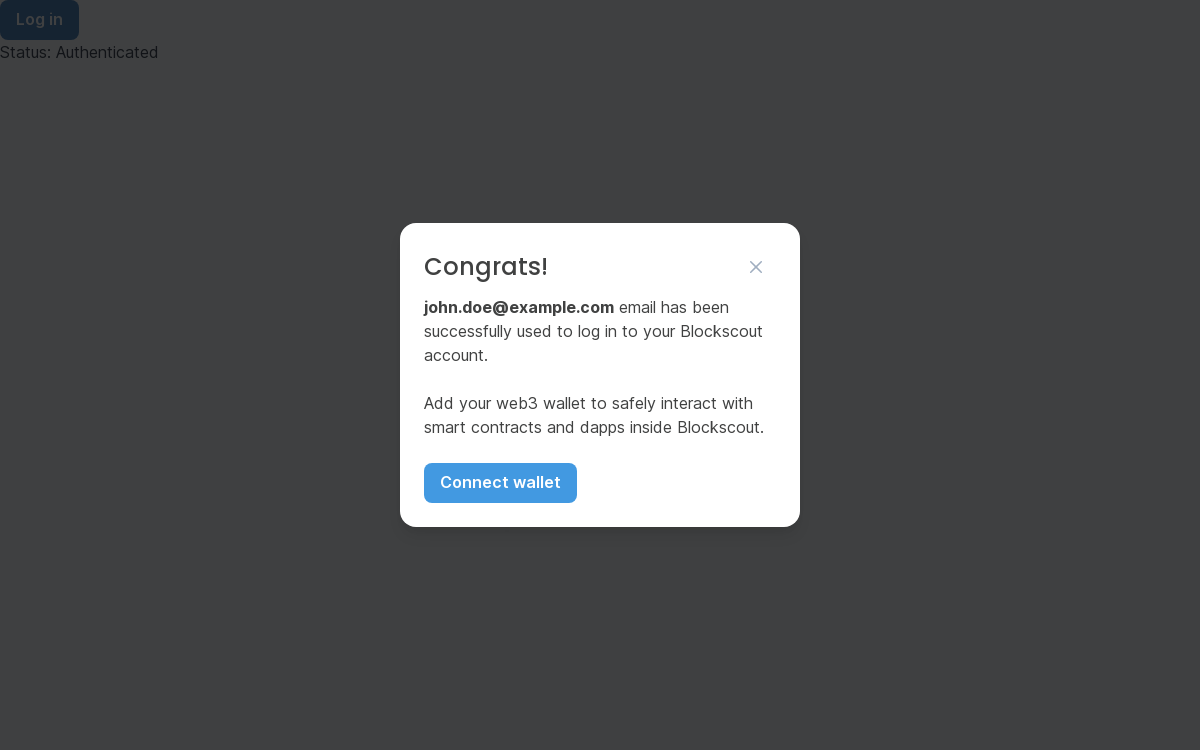 Log in
Status: Authenticated
Congrats!
john.doe@example.com email has been
successfully used to log in to your Blockscout
account.
Add your web3 wallet to safely interact with
smart contracts and dapps inside Blockscout.
Connect wallet